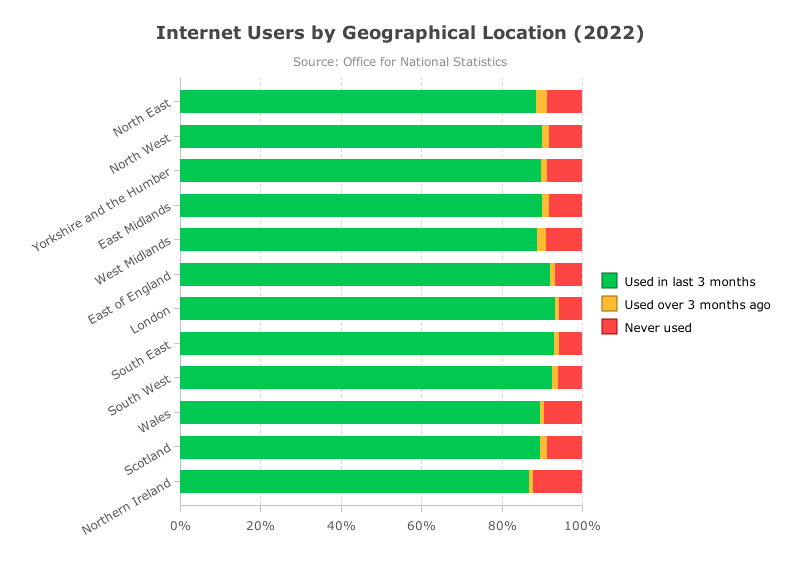 Internet Users by Geographical Location (2022)
Source: Office for National Statistics
North East
North West
Yorkshire and the Humber
East Midlands
West Midlands
East of England
London
South East
South West
Wales
Scotland
Northern Ireland
0% 20% 40% 60% 80% 100%
Used in last 3 months
Used over 3 months ago
Never used